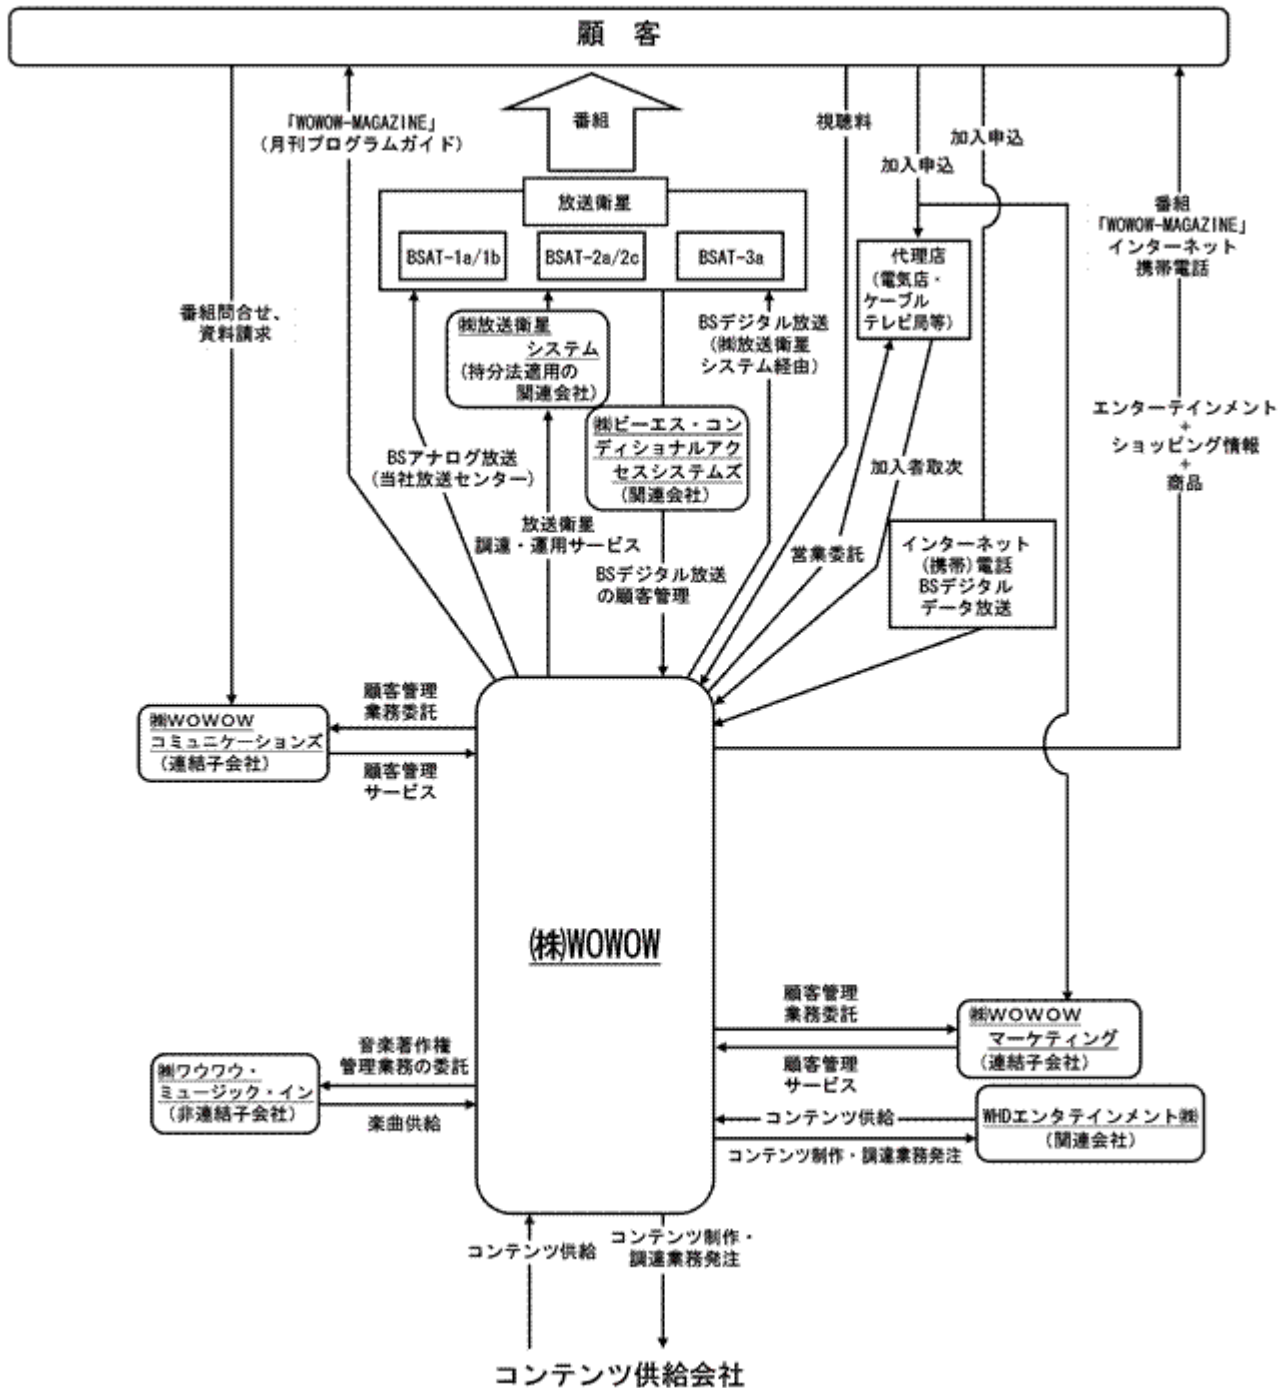 顧 客
「WOWOW-MAGAZINE」
(月刊プログラムガイド)
番組
視聴料
加入申込
加入申込
放送衛星
BSAT-1a/1b
BSAT-2a/2c
BSAT-3a
代理店
(電気店・
ケーブル
テレビ局等)
番組
「WOWOW-MAGAZINE」
インターネット
携帯電話
番組問合せ、
資料請求
㈱放送衛星
システム
(持分法適用の
関連会社)
BSデジタル放送
(㈱放送衛星
システム経由)
㈱ビーエス・コン
ディショナルアク
セスシステムズ
(関連会社)
エンターテインメント
+
ショッピング情報
+
商品
BSアナログ放送
(当社放送センター)
加入者取次
放送衛星
調達・運用サービス
営業委託
インターネット
(携帯)電話
BSデジタル
データ放送
BSデジタル放送
の顧客管理
㈱WOWOW
コミュニケーションズ
(連結子会社)
顧客管理
業務委託
顧客管理
サービス
㈱WOWOW
顧客管理
業務委託
顧客管理
サービス
㈱WOWOW
マーケティング
(連結子会社)
㈱ワウワウ・
ミュージック・イン
(非連結子会社)
音楽著作権
管理業務の委託
楽曲供給
コンテンツ供給
コンテンツ制作・調達業務発注
WHDエンタテインメント㈱
(関連会社)
コンテンツ供給
コンテンツ制作・
調達業務発注
コンテンツ供給会社